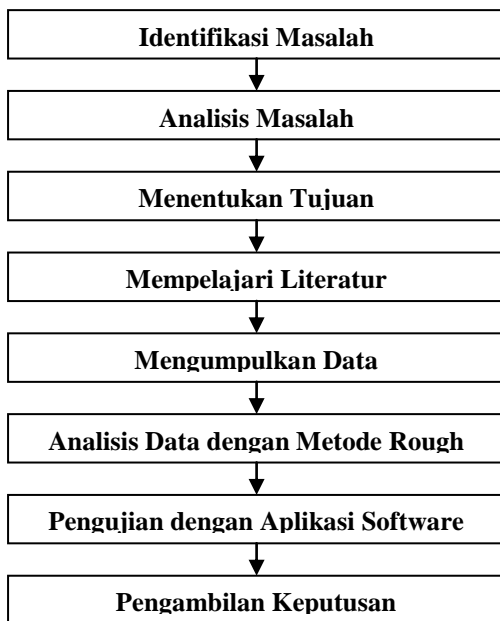 Identifikasi Masalah
Analisis Masalah
Menentukan Tujuan
Mempelajari Literatur
Mengumpulkan Data
Analisis Data dengan Metode Rough
Pengujian dengan Aplikasi Software
Pengambilan Keputusan